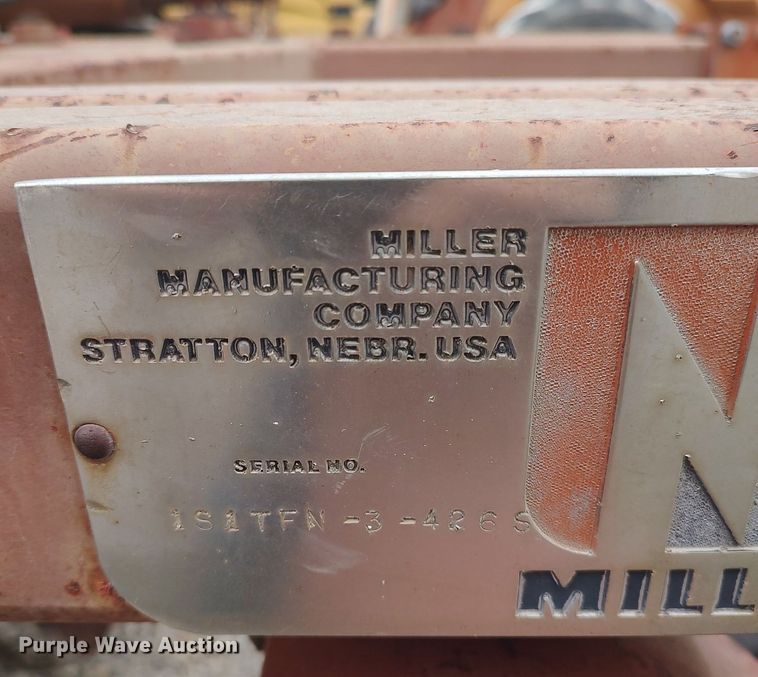 MILLER
MANUFACTURING
COMPANY
STRATTON, NEBR. USA
SERIAL NO.
1S1TFN-3-426S
MILL
Purple Wave Auction